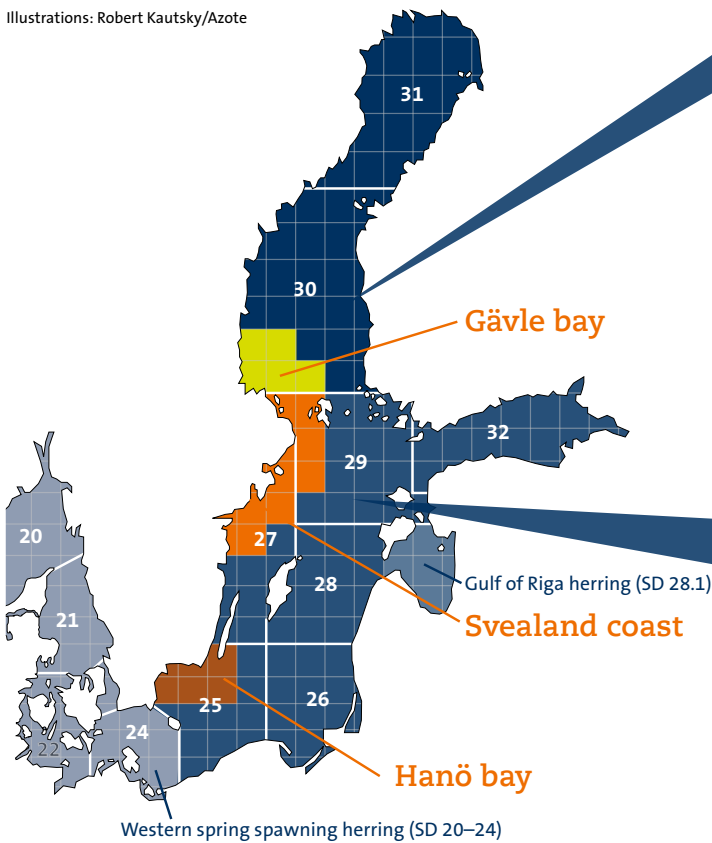 Illustrations: Robert Kautsky/Azote
31
30
Gävle bay
32
29
20
27
28
Gulf of Riga herring (SD 28.1)
21
Svealand coast
26
25
24
22
Hanö bay
Western spring spawning herring (SD 20–24)